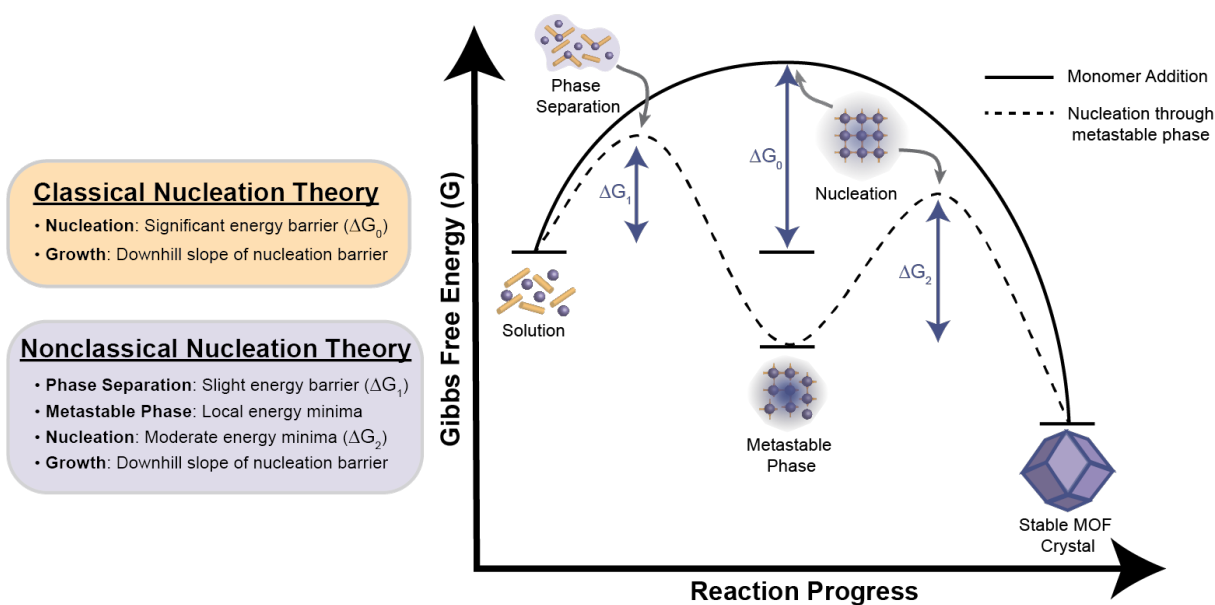 Classical Nucleation Theory
• Nucleation: Significant energy barrier (ΔG₀)
• Growth: Downhill slope of nucleation barrier
Nonclassical Nucleation Theory
• Phase Separation: Slight energy barrier (ΔG₁)
• Metastable Phase: Local energy minima
• Nucleation: Moderate energy minima (ΔG₂)
• Growth: Downhill slope of nucleation barrier
Gibbs Free Energy (G)
Phase
Separation
ΔG₁
ΔG₀
Nucleation
ΔG₂
Solution
Metastable
Phase
Stable MOF
Crystal
Monomer Addition
Nucleation through
metastable phase
Reaction Progress